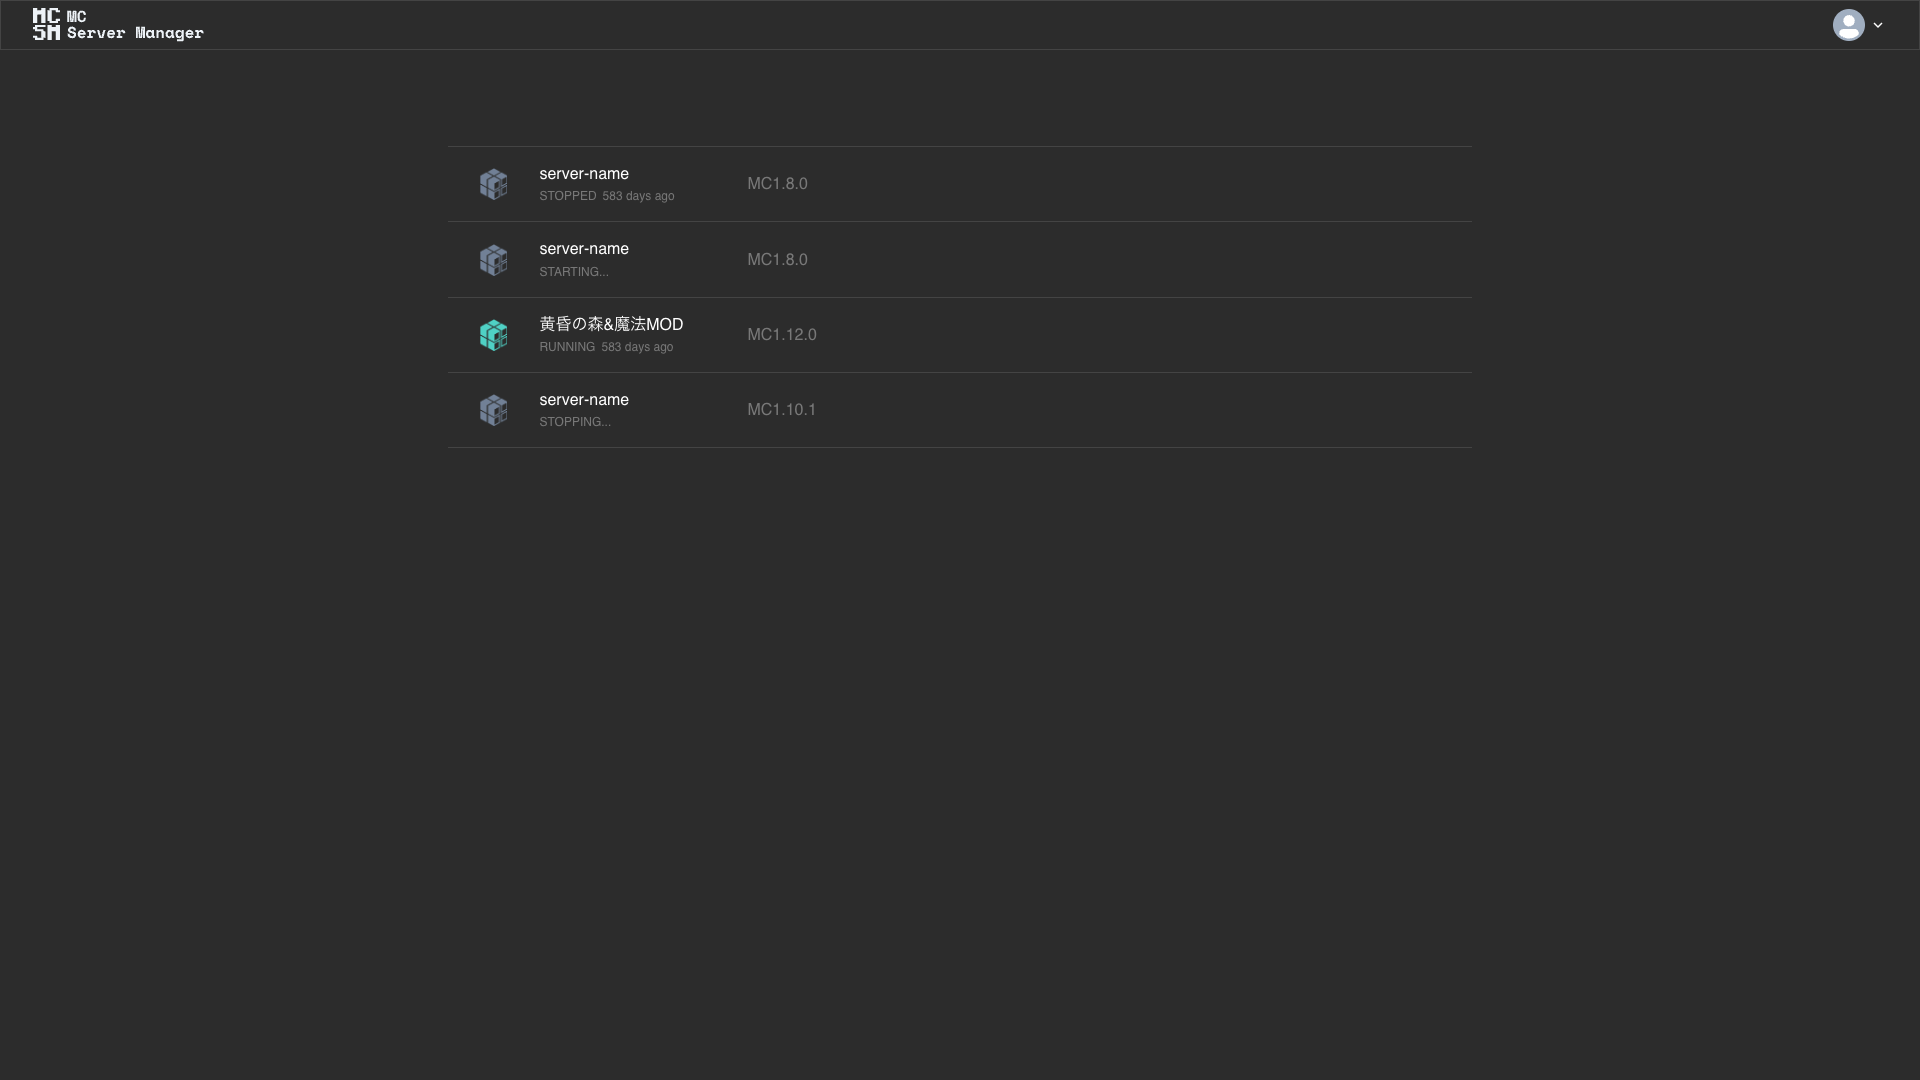 MC
SM
MC
Server Manager
server-name
STOPPED 583 days ago
MC1.8.0
server-name
STARTING...
MC1.8.0
黄昏の森&魔法MOD
RUNNING 583 days ago
MC1.12.0
server-name
STOPPING...
MC1.10.1